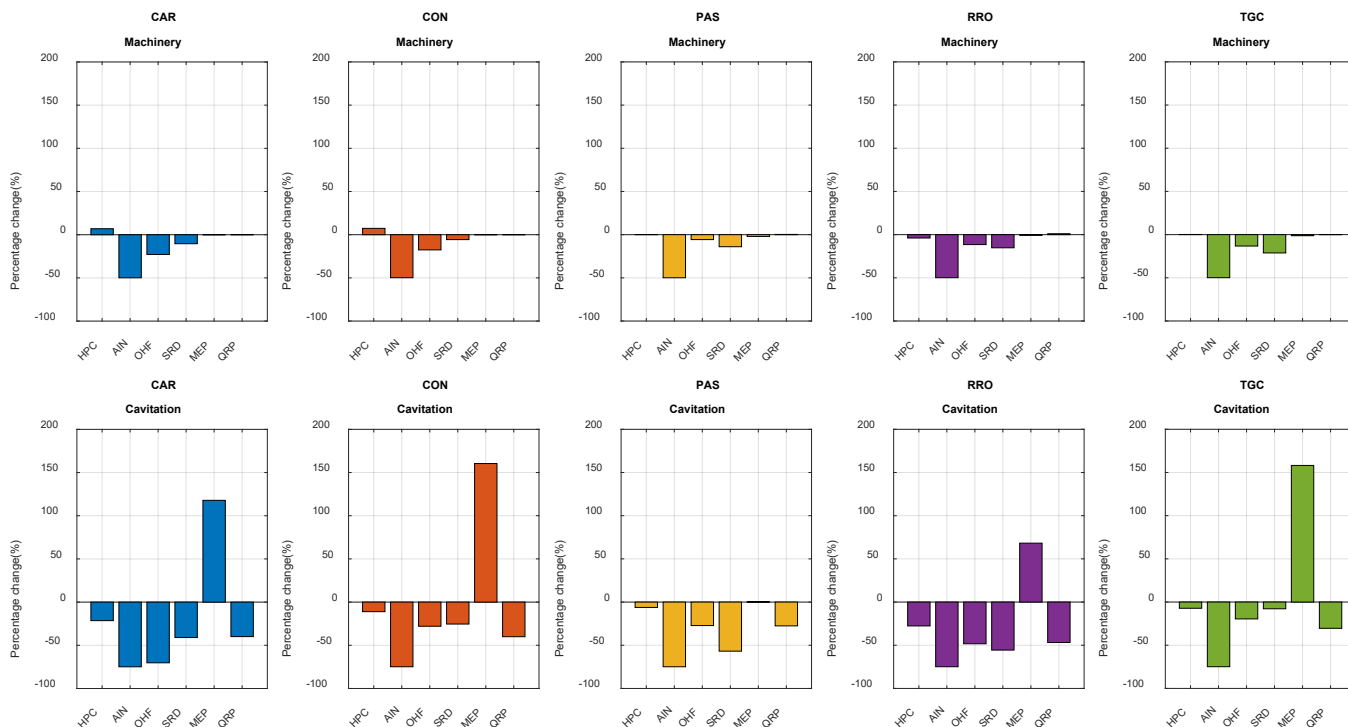 CAR
Machinery
200
150
100
50
0
-50
-100
Percentage change(%)
HPC
AIN
OHF
SRD
MEP
QRP
CON
Machinery
200
150
100
50
0
-50
-100
Percentage change(%)
HPC
AIN
OHF
SRD
MEP
QRP
PAS
Machinery
200
150
100
50
0
-50
-100
Percentage change(%)
HPC
AIN
OHF
SRD
MEP
QRP
RRO
Machinery
200
150
100
50
0
-50
-100
Percentage change(%)
HPC
AIN
OHF
SRD
MEP
QRP
TGC
Machinery
200
150
100
50
0
-50
-100
Percentage change(%)
HPC
AIN
OHF
SRD
MEP
QRP
CAR
Cavitation
200
150
100
50
0
-50
-100
Percentage change(%)
HPC
AIN
OHF
SRD
MEP
QRP
CON
Cavitation
200
150
100
50
0
-50
-100
Percentage change(%)
HPC
AIN
OHF
SRD
MEP
QRP
PAS
Cavitation
200
150
100
50
0
-50
-100
Percentage change(%)
HPC
AIN
OHF
SRD
MEP
QRP
RRO
Cavitation
200
150
100
50
0
-50
-100
Percentage change(%)
HPC
AIN
OHF
SRD
MEP
QRP
TGC
Cavitation
200
150
100
50
0
-50
-100
Percentage change(%)
HPC
AIN
OHF
SRD
MEP
QRP